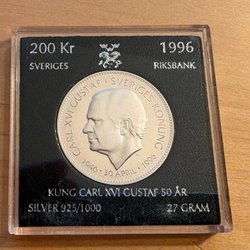 200 Kr 1996
SVERIGES RIKSBANK
CARL XVI GUSTAF · SVERIGES KONUNG
1946 · 30 APRIL · 1996
KUNG CARL XVI GUSTAF 50 ÅR
SILVER 925/1000 27 GRAM